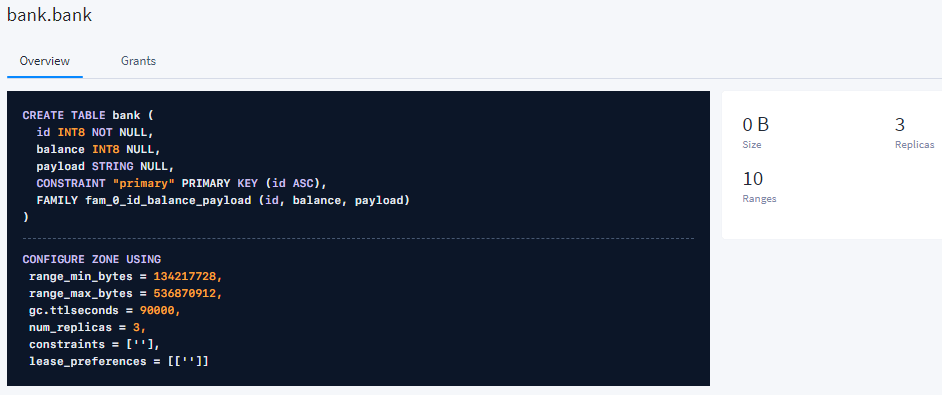 bank.bank
Overview Grants
CREATE TABLE bank (
id INT8 NOT NULL,
balance INT8 NULL,
payload STRING NULL,
CONSTRAINT "primary" PRIMARY KEY (id ASC),
FAMILY fam_0_id_balance_payload (id, balance, payload)
)
CONFIGURE ZONE USING
range_min_bytes = 134217728,
range_max_bytes = 536870912,
gc.ttlseconds = 90000,
num_replicas = 3,
constraints = [''],
lease_preferences = [['']]
0 B 3
Size Replicas
10
Ranges